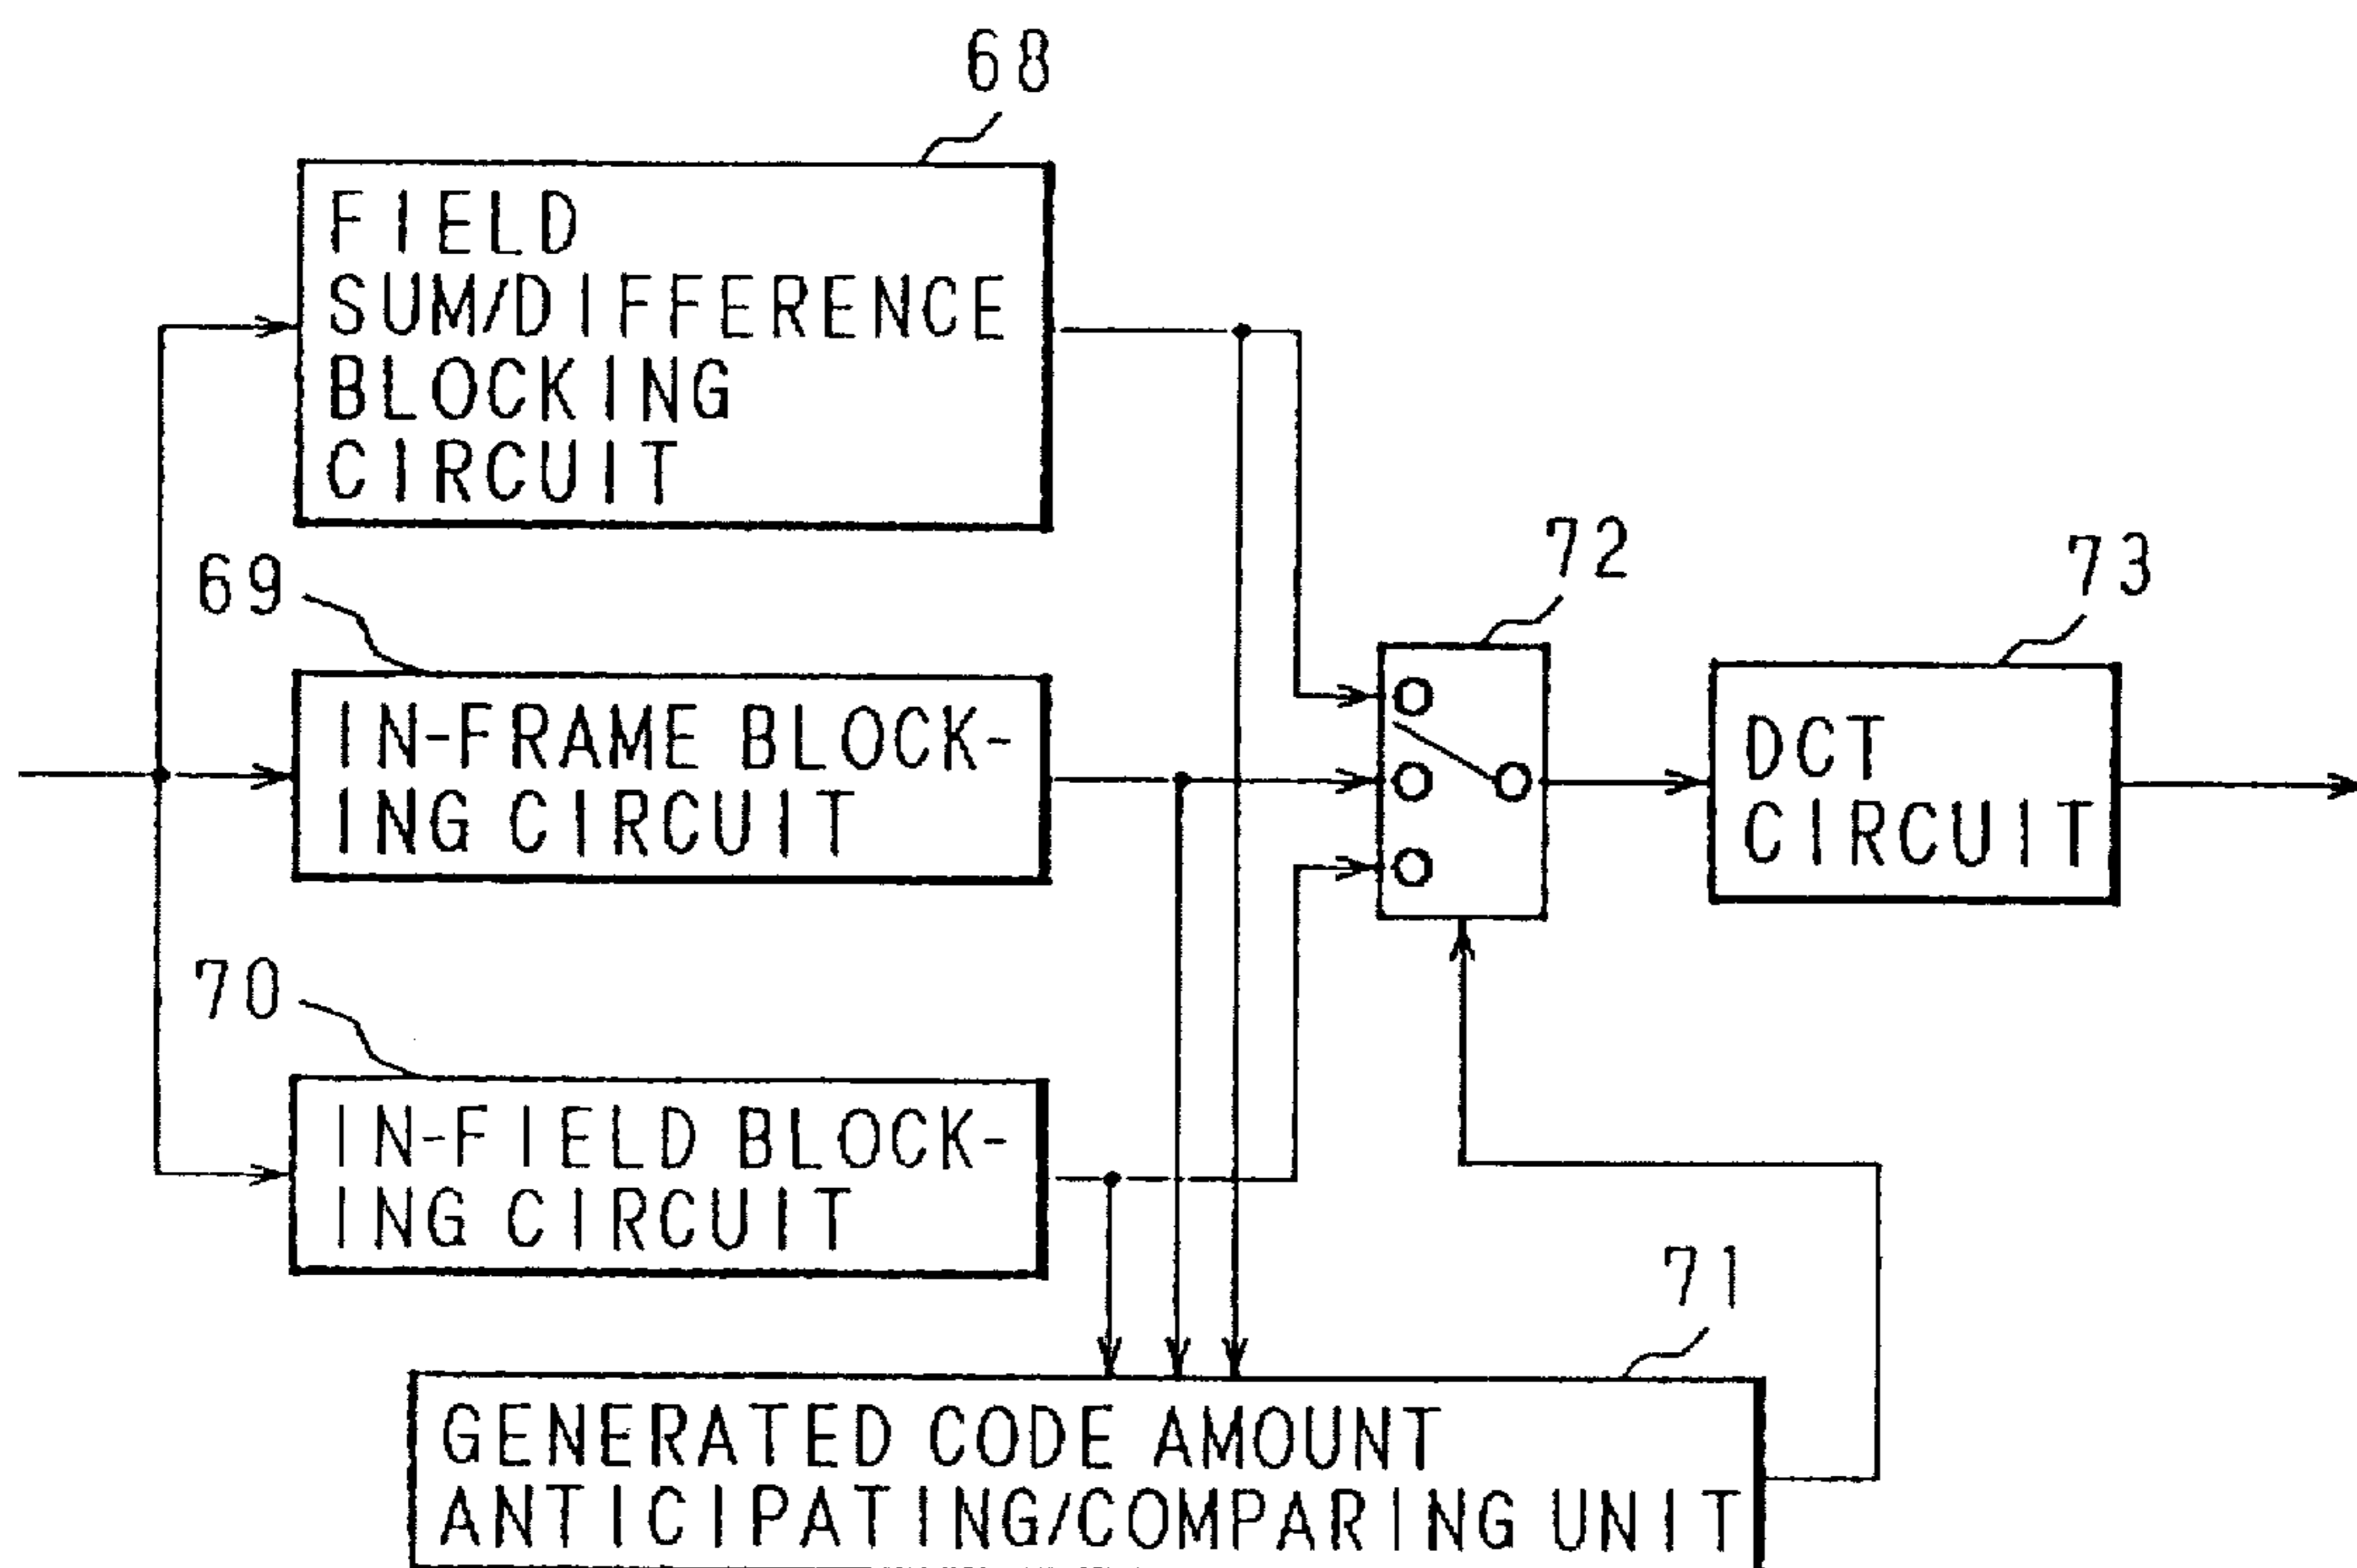 68
FIELD
SUM/DIFFERENCE
BLOCKING
CIRCUIT
69
IN-FRAME BLOCK-
ING CIRCUIT
72
73
DCT
CIRCUIT
70
IN-FIELD BLOCK-
ING CIRCUIT
71
GENERATED CODE AMOUNT
ANTICIPATING/COMPARING UNIT